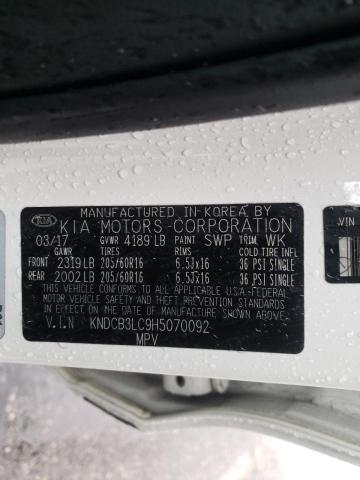 MANUFACTURED IN KOREA BY
KIA KIA MOTORS CORPORATION
03/17 GVWR 4189 LB PAINT SWP TRIM WK
GAWR TIRES RIMS COLD TIRE INFL
FRONT 2319 LB 205/60R16 6.5JX16 36 PSI SINGLE
REAR 2002 LB 205/60R16 6.5JX16 36 PSI SINGLE
THIS VEHICLE CONFORMS TO ALL APPLICABLE U.S.A-FEDERAL
MOTOR VEHICLE SAFETY AND THEFT PREVENTION STANDARDS
IN EFFECT ON THE DATE OF MANUFACTURE SHOWN ABOVE.
V.I.N KNDCB3LC9H5070092
MPV
VIN